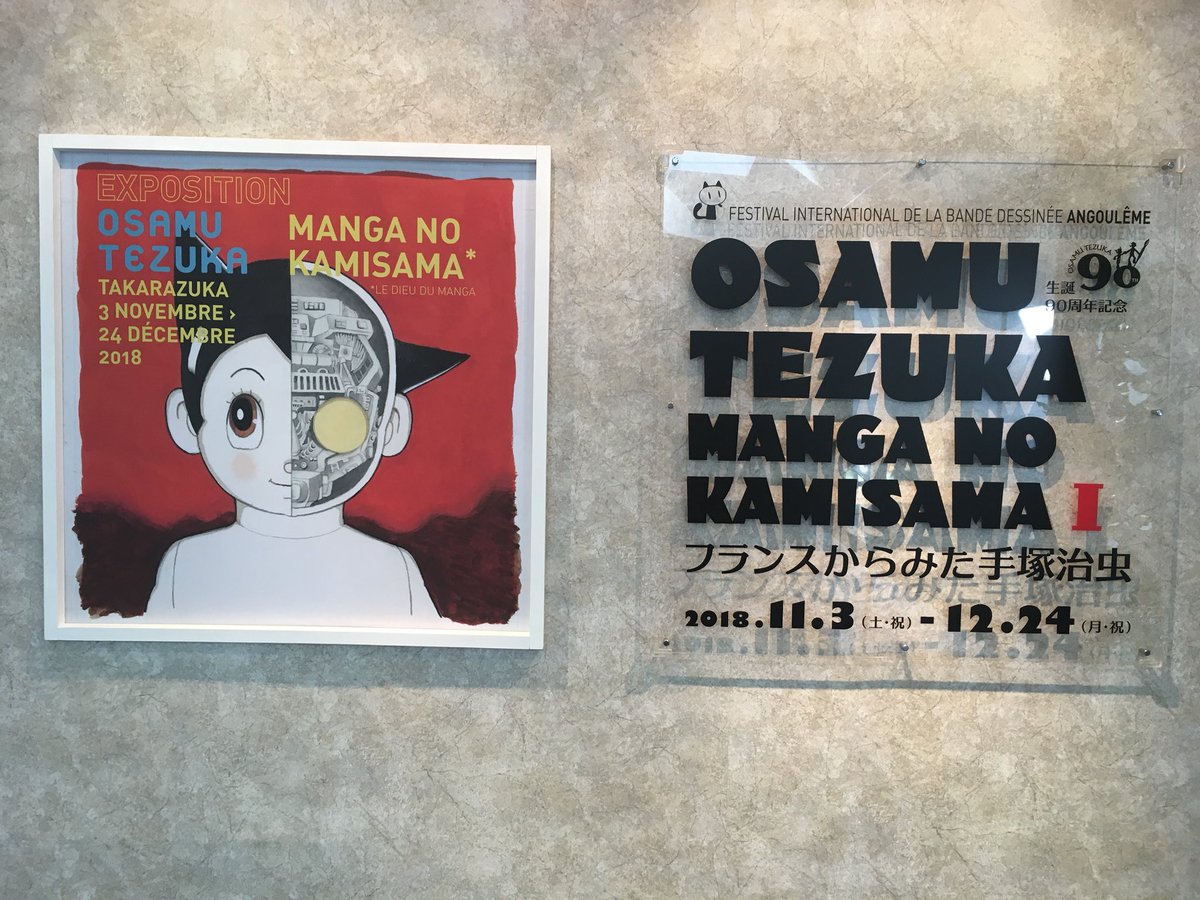 EXPOSITION
OSAMU
TEZUKA
TAKARAZUKA
3 NOVEMBRE ›
24 DÉCEMBRE
2018
MANGA NO
KAMISAMA*
*LE DIEU DU MANGA
FESTIVAL INTERNATIONAL DE LA BANDE DESSINÉE ANGOULÊME
OSAMU
TEZUKA
MANGA NO
KAMISAMA I
OSAMU TEZUKA
90
生誕
90周年記念
フランスからみた手塚治虫
2018.11.3(土・祝)-12.24(月・祝)